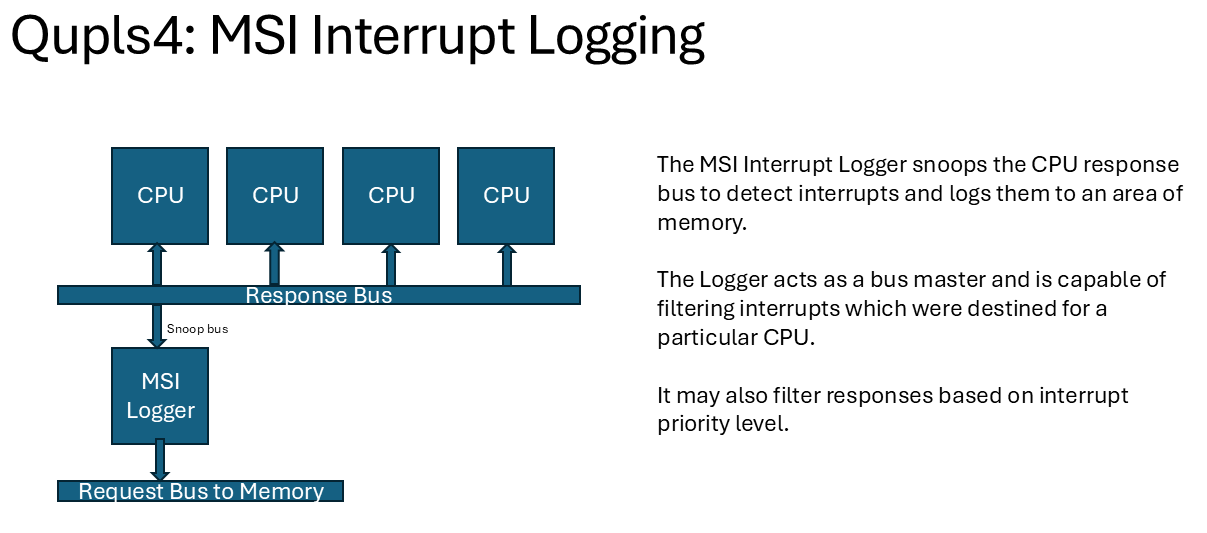 Qupls4: MSI Interrupt Logging
CPU
CPU
CPU
CPU
Response Bus
Snoop bus
MSI
Logger
Request Bus to Memory
The MSI Interrupt Logger snoops the CPU response
bus to detect interrupts and logs them to an area of
memory.
The Logger acts as a bus master and is capable of
filtering interrupts which were destined for a
particular CPU.
It may also filter responses based on interrupt
priority level.